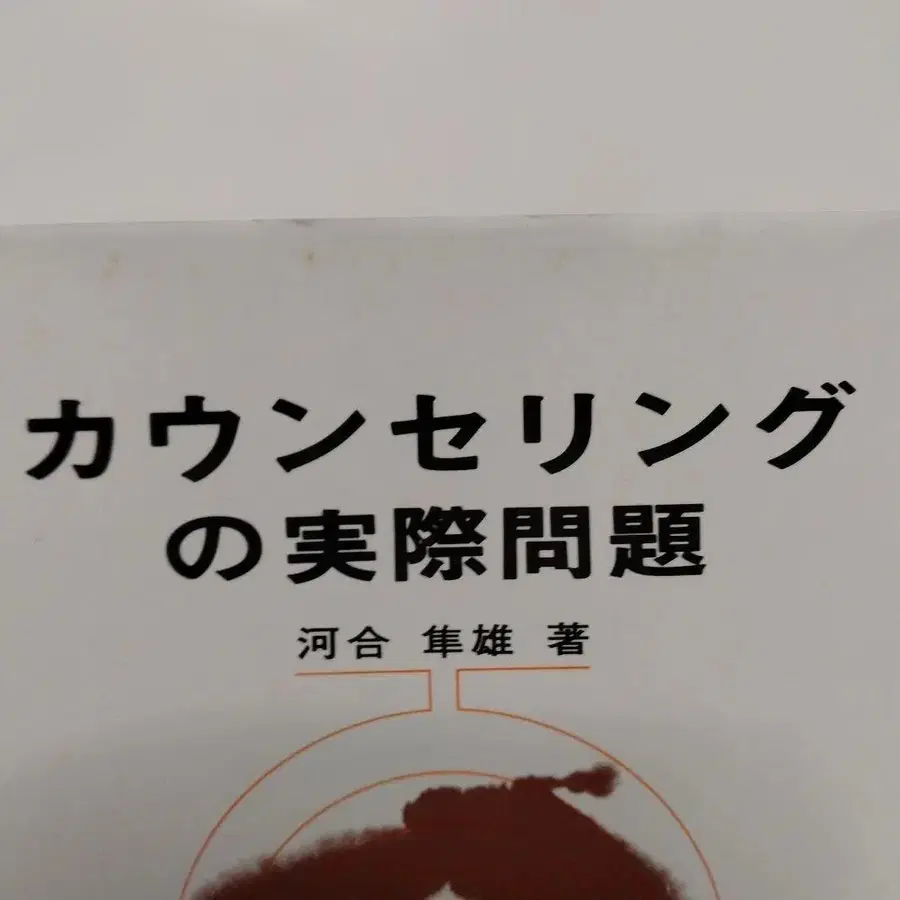 カウンセリング
の実際問題
河合 隼雄 著